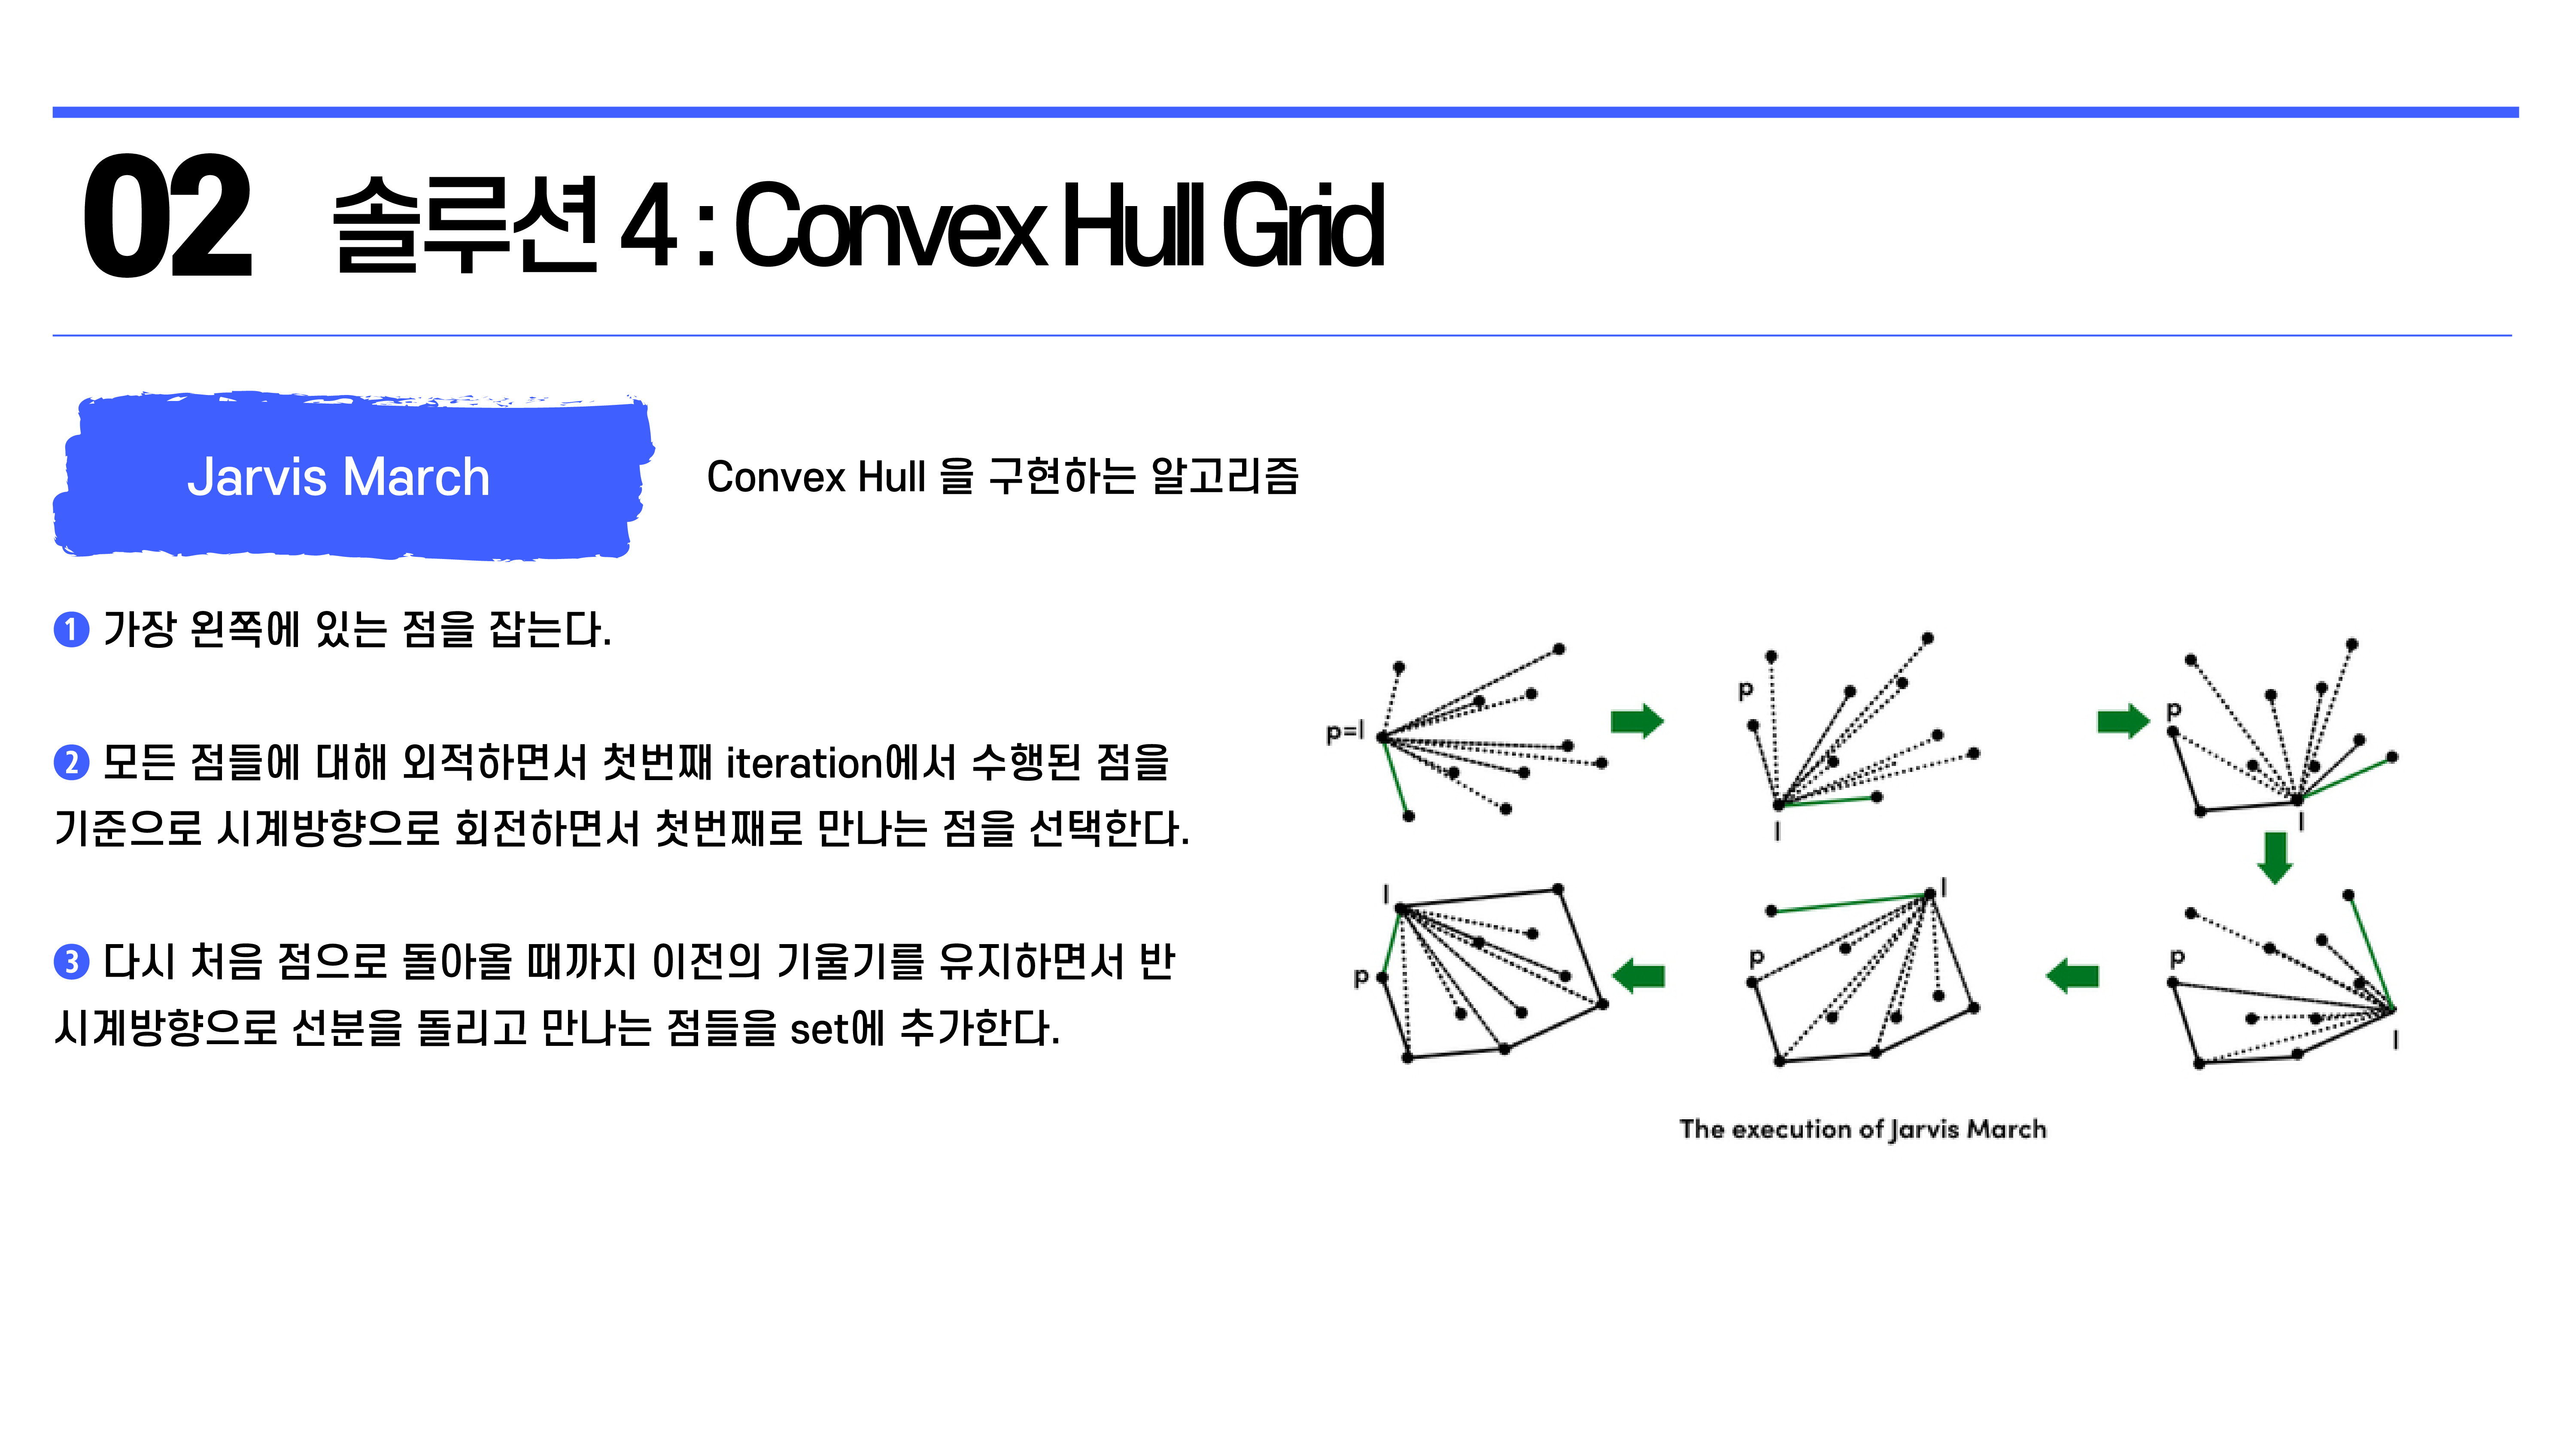 02 솔루션 4 : Convex Hull Grid
Jarvis March
Convex Hull 을 구현하는 알고리즘
❶ 가장 왼쪽에 있는 점을 잡는다.
❷ 모든 점들에 대해 외적하면서 첫번째 iteration에서 수행된 점을
기준으로 시계방향으로 회전하면서 첫번째로 만나는 점을 선택한다.
❸ 다시 처음 점으로 돌아올 때까지 이전의 기울기를 유지하면서 반
시계방향으로 선분을 돌리고 만나는 점들을 set에 추가한다.
p=l
p
l
p
l
l
p
l
p
p
l
The execution of Jarvis March